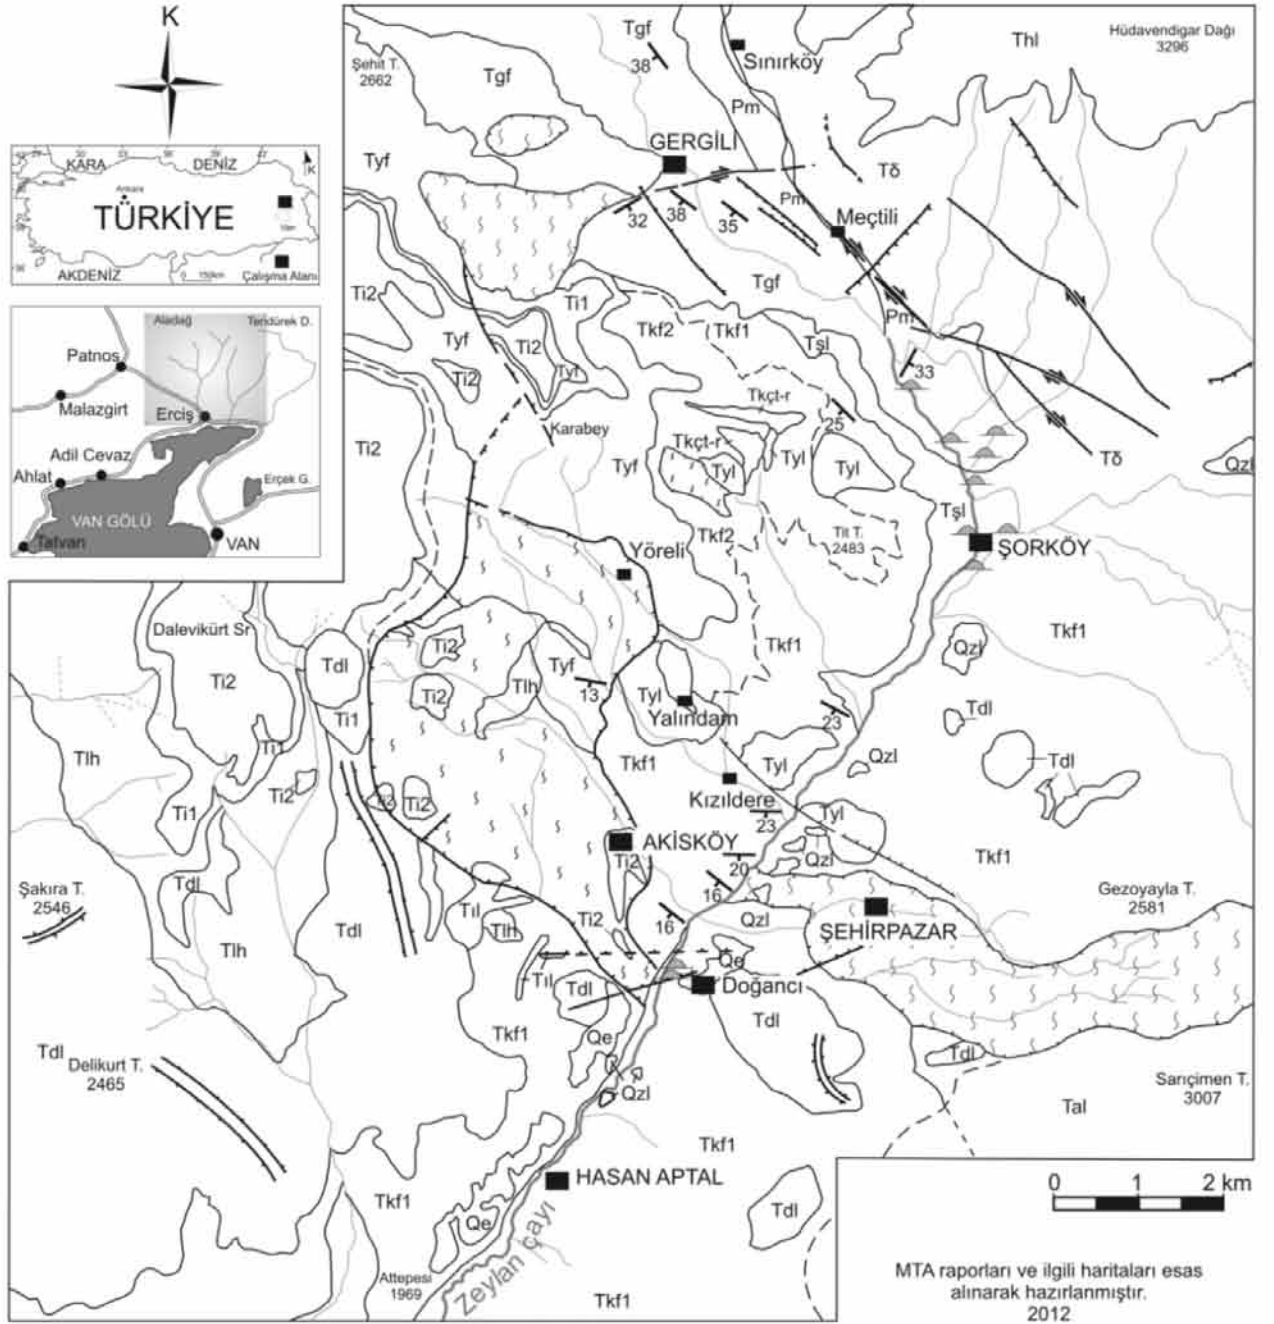 K
KARA
DENİZ
Ankara
TÜRKİYE
AKDENİZ
0 150km
Çalışma Alanı
K
Aladağ
Tendürek D.
Patnos
Malazgirt
Erciş
Adil Cevaz
Ahlat
Erçek G.
VAN GÖLÜ
Tatvan
VAN
Tgf
38
Sınırköy
Thl
Hüdavendigar Dağı
3296
Şehit T.
2662
Tgf
Pm
GERGİLİ
Tyf
Tδ
Pm
32
38
35
Meçtili
Tgf
Ti2
Ti1
Tkf2
Tkf1
Tşl
Pm
Tyf
Ti2
Tyf
Ti2
33
Tkçt-r
25
Karabey
Tkçt-r
Ti2
Tyf
Tyl
Tyl
Tyl
Tδ
Qzl
Tşl
Tkf2
Tit T.
2483
Yöreli
ŞORKÖY
Dalevikürt Sr
Tdl
Ti2
Tyf
Tkf1
Qzl
Tkf1
Ti2
Ti2
Tlh
13
Tyl
Yalındam
Ti1
23
Tdl
Ti1
Tlh
Tkf1
Tyl
Qzl
Tdl
Ti2
Ti2
Kızıldere
Ti1
23
Tyl
AKİSKÖY
Qzl
Tkf1
Ti2
20
Tdl
16
Şakıra T.
2546
Gezoyayla T.
2581
Tıl
Tlh
Ti2
16
Qzl
ŞEHİRPAZAR
Tdl
Tlh
Qe
Tıl
Tdl
Doğancı
Tdl
Tkf1
Qe
Tdl
Tdl
Delikurt T.
2465
Qzl
Sarıçimen T.
3007
Tal
Tkf1
HASAN APTAL
Tkf1
Qe
Tdl
0 1 2 km
Zeylan çayı
Attepesi
1969
Tkf1
MTA raporları ve ilgili haritaları esas
alınarak hazırlanmıştır.
2012